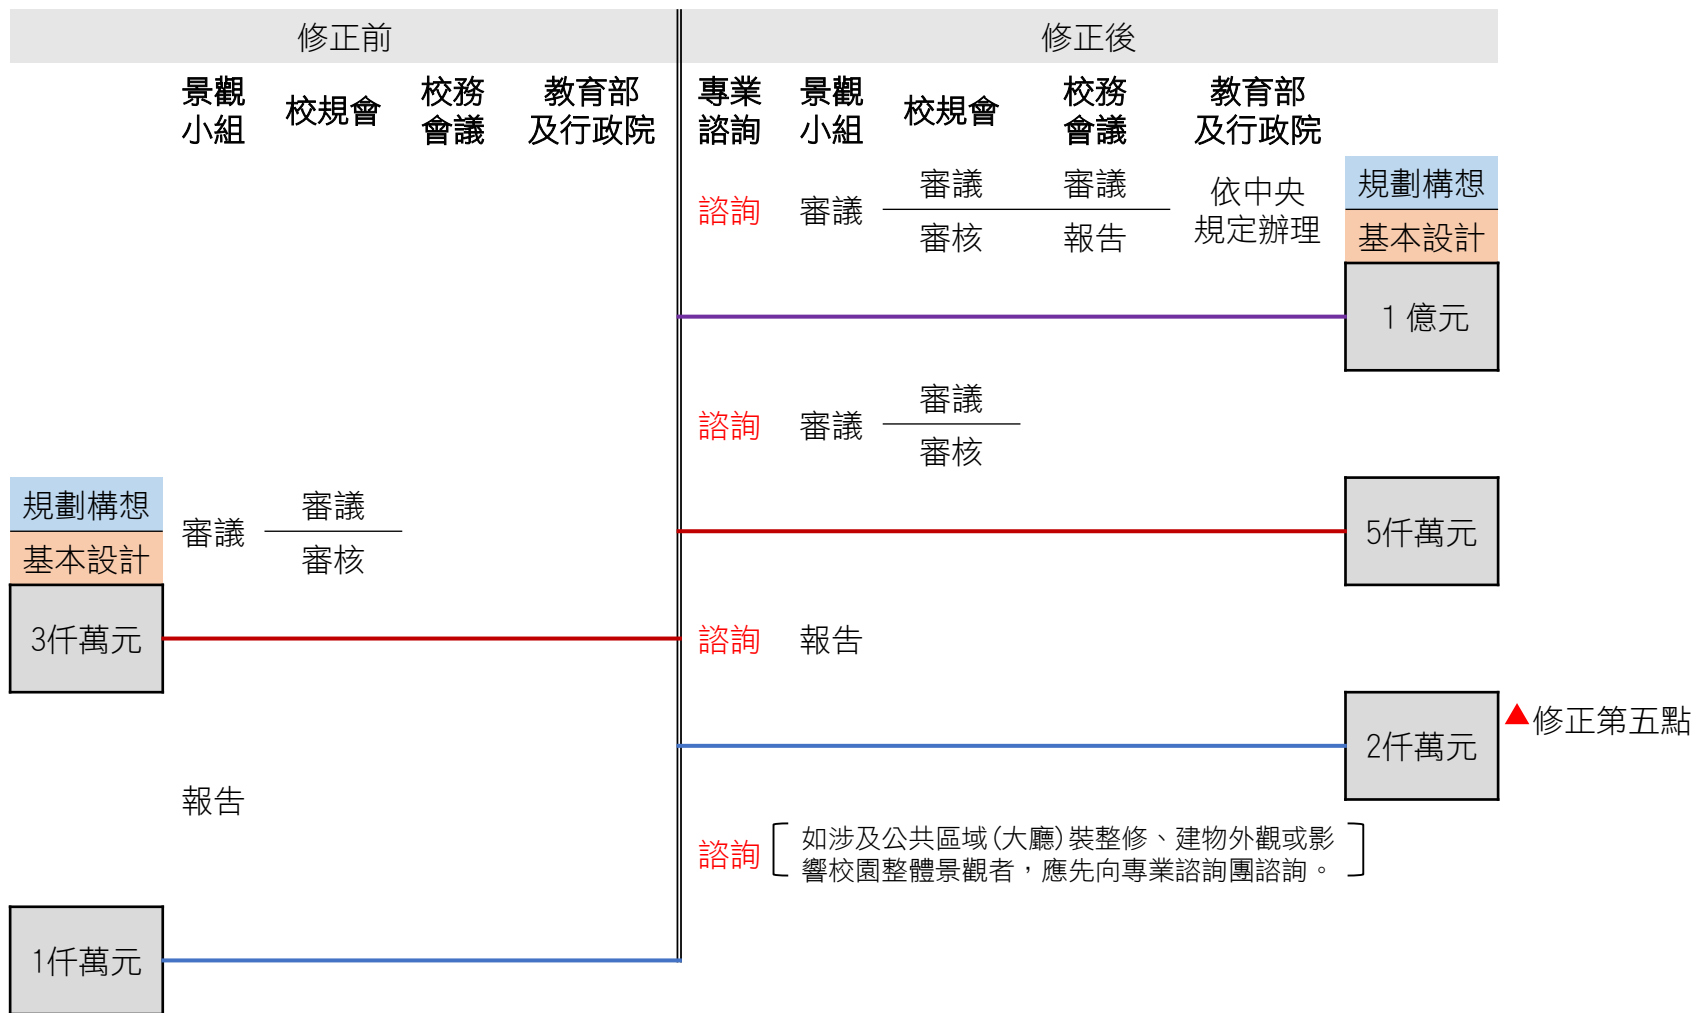 修正前
修正後
景觀
小組
校規會
校務
會議
教育部
及行政院
專業
諮詢
景觀
小組
校規會
校務
會議
教育部
及行政院
諮詢
審議
審議
審核
審議
報告
依中央
規定辦理
規劃構想
基本設計
1 億元
諮詢
審議
審議
審核
規劃構想
基本設計
審議
審議
審核
5仟萬元
3仟萬元
諮詢
報告
2仟萬元
▲修正第五點
報告
諮詢
如涉及公共區域(大廳)裝整修、建物外觀或影
響校園整體景觀者，應先向專業諮詢團諮詢。
1仟萬元